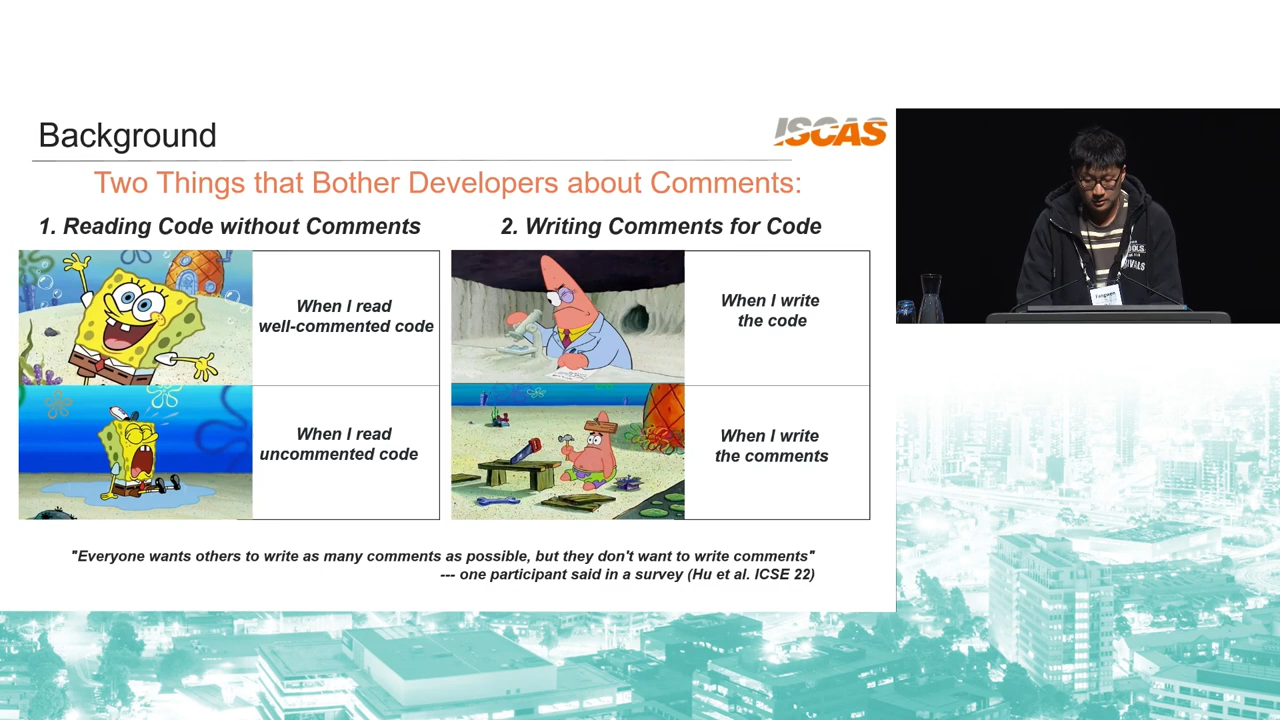 Background
ISCAS
Two Things that Bother Developers about Comments:
1. Reading Code without Comments
2. Writing Comments for Code
When I read
well-commented code
When I write
the code
When I read
uncommented code
When I write
the comments
"Everyone wants others to write as many comments as possible, but they don't want to write comments"
--- one participant said in a survey (Hu et al. ICSE 22)